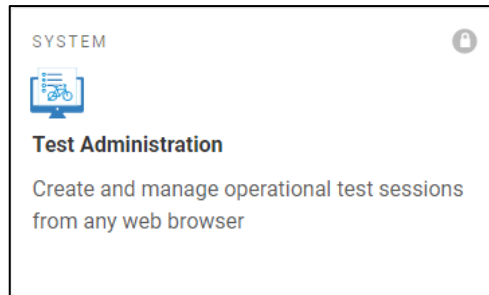 SYSTEM
Test Administration
Create and manage operational test sessions
from any web browser